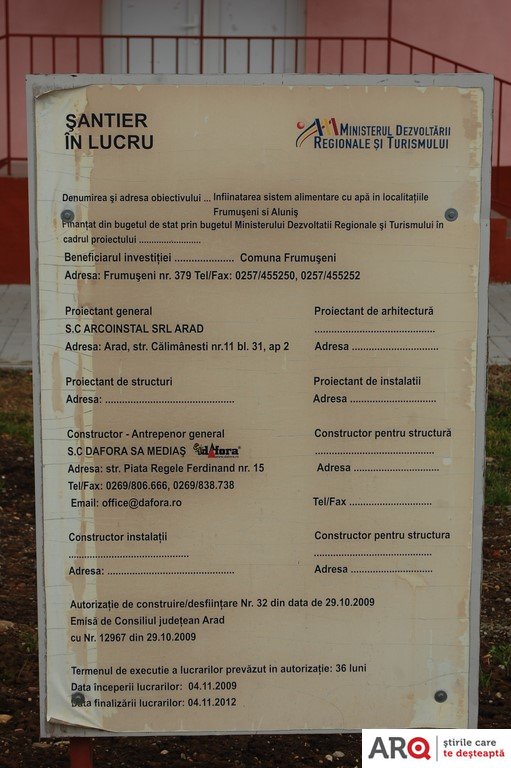 ŞANTIER
ÎN LUCRU
MINISTERUL DEZVOLTĂRII
REGIONALE ŞI TURISMULUI
Denumirea şi adresa obiectivului ... Infiinatarea sistem alimentare cu apă in localitaţiile
Frumuşeni si Aluniş
Finanţat din bugetul de stat prin bugetul Ministerului Dezvoltatii Regionale şi Turismului în
cadrul proiectului ........................
Beneficiarul investiţiei .................... Comuna Frumuşeni
Adresa: Frumuşeni nr. 379 Tel/Fax: 0257/455250, 0257/455252
Proiectant general
S.C ARCOINSTAL SRL ARAD
Adresa: Arad, str. Călimănesti nr.11 bl. 31, ap 2
Proiectant de arhitectură
........................................
Adresa .............................
Proiectant de structuri
Adresa: ...........................................
Proiectant de instalatii
Adresa .............................
Constructor - Antrepenor general
S.C DAFORA SA MEDIAŞ dafora
Adresa: str. Piata Regele Ferdinand nr. 15
Tel/Fax: 0269/806.666, 0269/838.738
Email: office@dafora.ro
Constructor pentru structură
........................................
Adresa .............................
Tel/Fax ............................
Constructor instalaţii
........................................
Adresa: ...........................................
Constructor pentru structura
........................................
Adresa ............................
Autorizaţie de construire/desfiinţare Nr. 32 din data de 29.10.2009
Emisă de Consiliul judeţean Arad
cu Nr. 12967 din 29.10.2009
Termenul de executie a lucrarilor prevăzut in autorizaţie: 36 luni
Data începerii lucrarilor: 04.11.2009
Data finalizării lucrarilor: 04.11.2012
ARQ
ştirile care
te deşteaptă